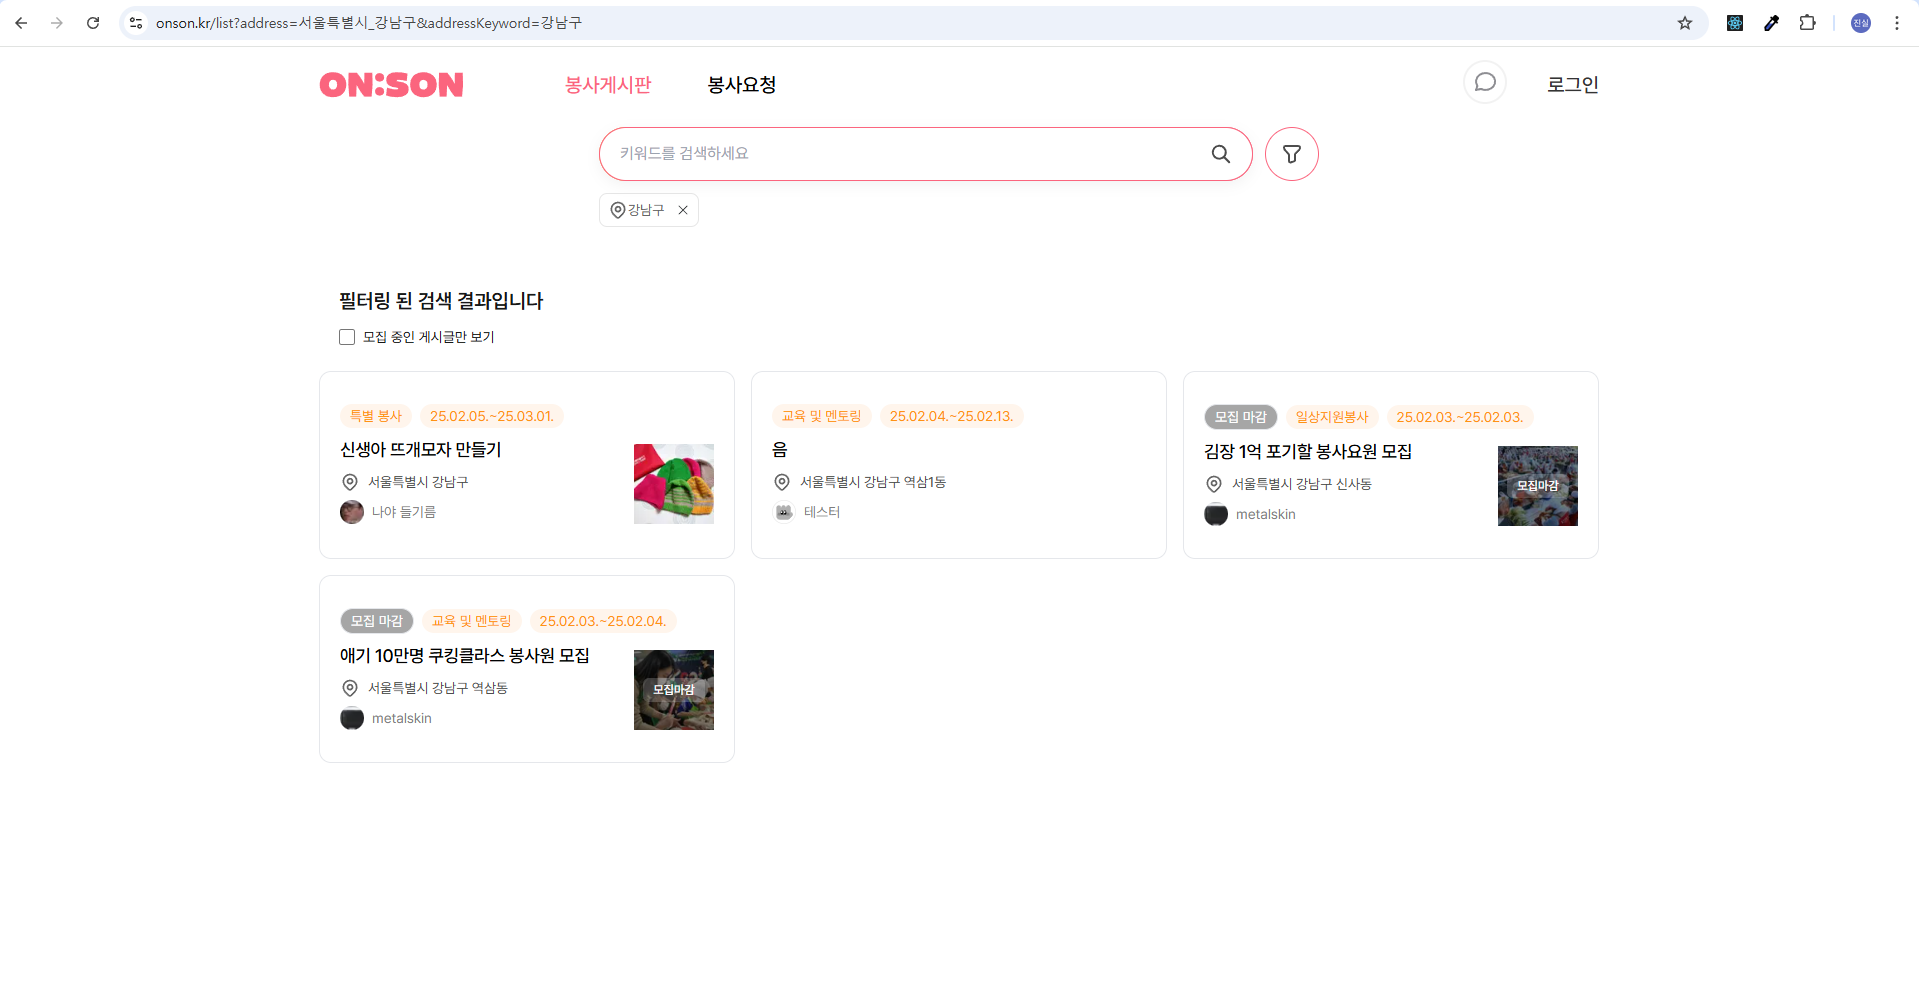 onson.kr/list?address=서울특별시_강남구&addressKeyword=강남구
진실
ON:SON
봉사게시판
봉사요청
로그인
키워드를 검색하세요
강남구
필터링 된 검색 결과입니다
모집 중인 게시글만 보기
특별 봉사
25.02.05.~25.03.01.
신생아 뜨개모자 만들기
서울특별시 강남구
나야 들기름
교육 및 멘토링
25.02.04.~25.02.13.
음
서울특별시 강남구 역삼1동
테스터
모집 마감
일상지원봉사
25.02.03.~25.02.03.
김장 1억 포기할 봉사요원 모집
서울특별시 강남구 신사동
metalskin
모집마감
모집 마감
교육 및 멘토링
25.02.03.~25.02.04.
애기 10만명 쿠킹클라스 봉사원 모집
서울특별시 강남구 역삼동
metalskin
모집마감